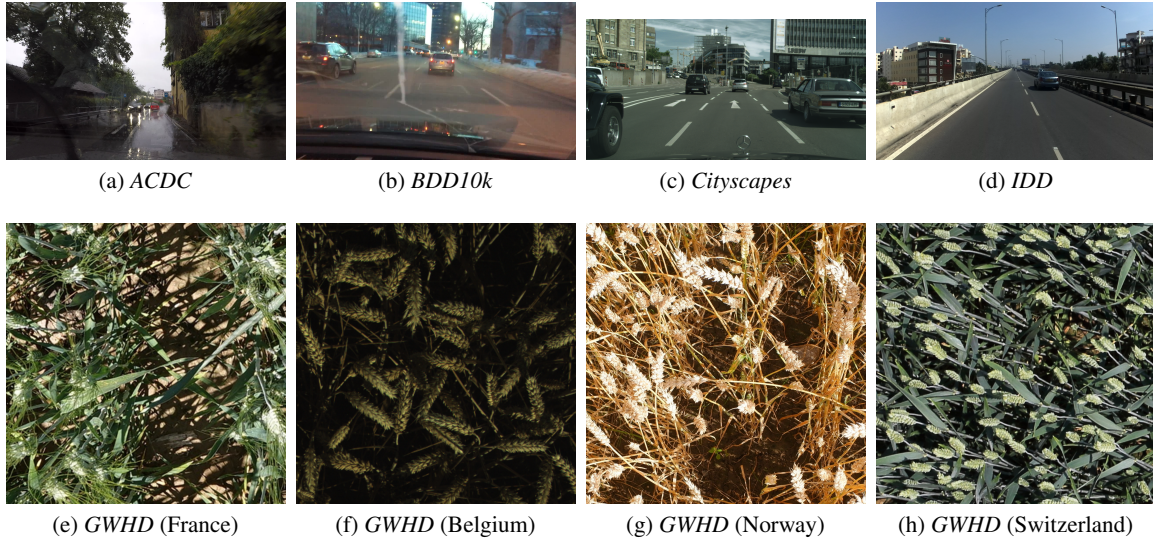 (a) ACDC
(b) BDD10k
(c) Cityscapes
(d) IDD
(e) GWHD (France)
(f) GWHD (Belgium)
(g) GWHD (Norway)
(h) GWHD (Switzerland)